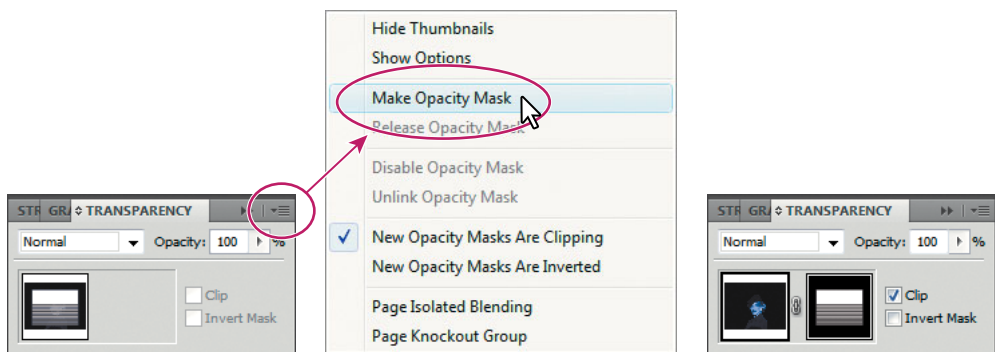 STR GRA TRANSPARENCY
Normal Opacity: 100 %
Clip
Invert Mask
Hide Thumbnails
Show Options
Make Opacity Mask
Release Opacity Mask
Disable Opacity Mask
Unlink Opacity Mask
New Opacity Masks Are Clipping
New Opacity Masks Are Inverted
Page Isolated Blending
Page Knockout Group
STR GRA TRANSPARENCY
Normal Opacity: 100 %
Clip
Invert Mask